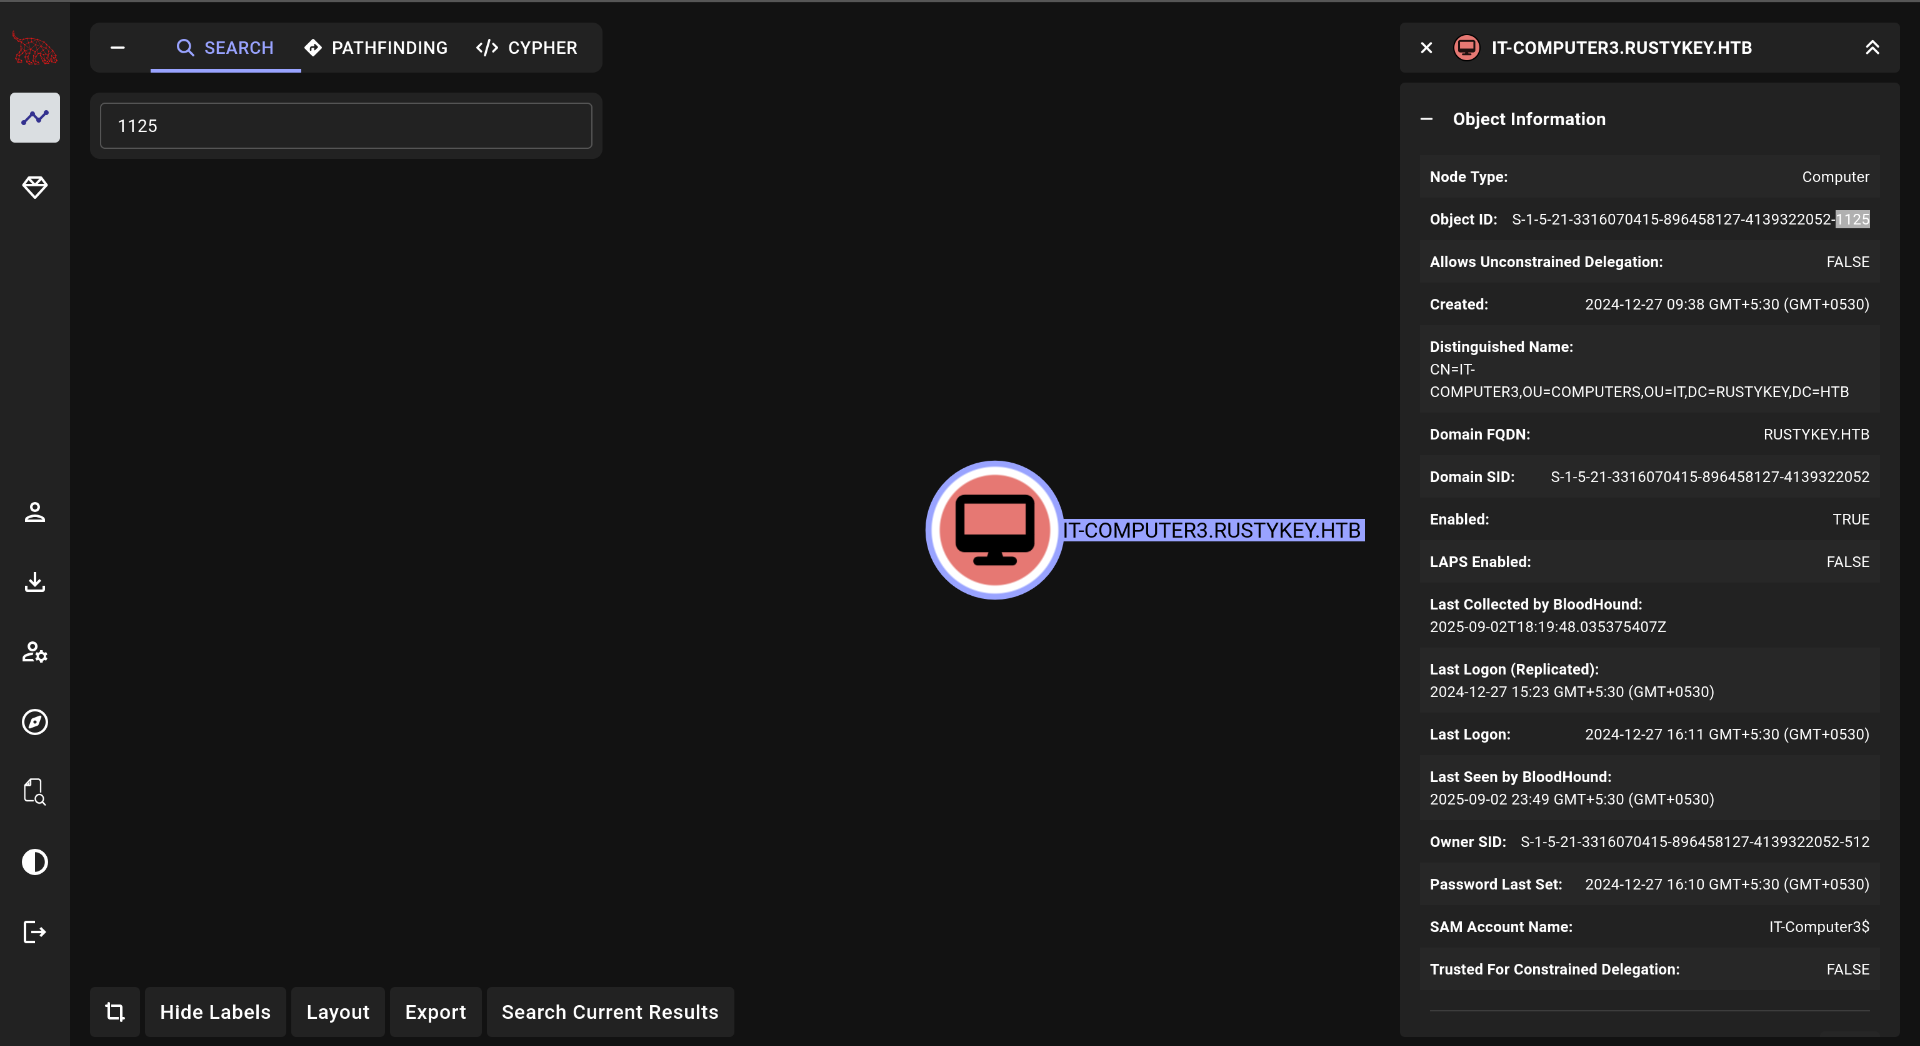 SEARCH
PATHFINDING
CYPHER
1125
IT-COMPUTER3.RUSTYKEY.HTB
Hide Labels
Layout
Export
Search Current Results
IT-COMPUTER3.RUSTYKEY.HTB
Object Information
Node Type: Computer
Object ID: S-1-5-21-3316070415-896458127-4139322052-1125
Allows Unconstrained Delegation: FALSE
Created: 2024-12-27 09:38 GMT+5:30 (GMT+0530)
Distinguished Name:
CN=IT-
COMPUTER3,OU=COMPUTERS,OU=IT,DC=RUSTYKEY,DC=HTB
Domain FQDN: RUSTYKEY.HTB
Domain SID: S-1-5-21-3316070415-896458127-4139322052
Enabled: TRUE
LAPS Enabled: FALSE
Last Collected by BloodHound:
2025-09-02T18:19:48.035375407Z
Last Logon (Replicated):
2024-12-27 15:23 GMT+5:30 (GMT+0530)
Last Logon: 2024-12-27 16:11 GMT+5:30 (GMT+0530)
Last Seen by BloodHound:
2025-09-02 23:49 GMT+5:30 (GMT+0530)
Owner SID: S-1-5-21-3316070415-896458127-4139322052-512
Password Last Set: 2024-12-27 16:10 GMT+5:30 (GMT+0530)
SAM Account Name: IT-Computer3$
Trusted For Constrained Delegation: FALSE